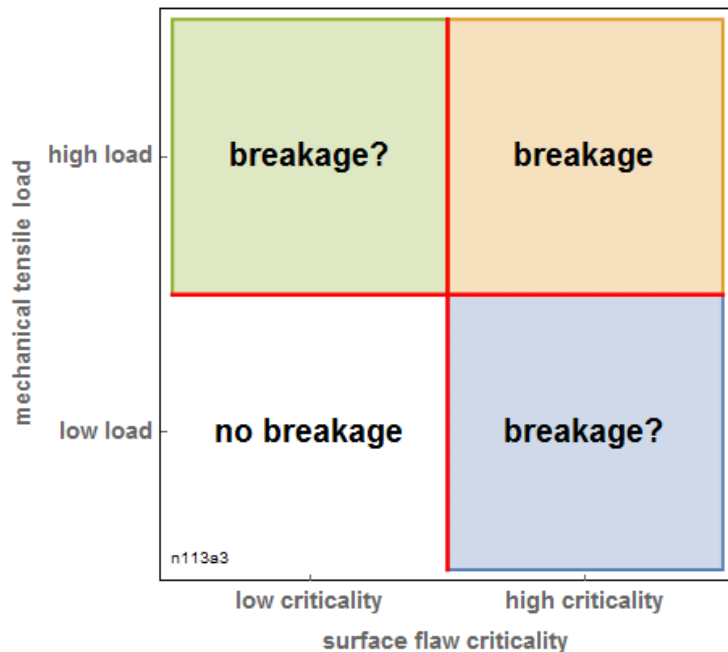 mechanical tensile load
high load
breakage?
breakage
low load
no breakage
breakage?
n113a3
low criticality
high criticality
surface flaw criticality